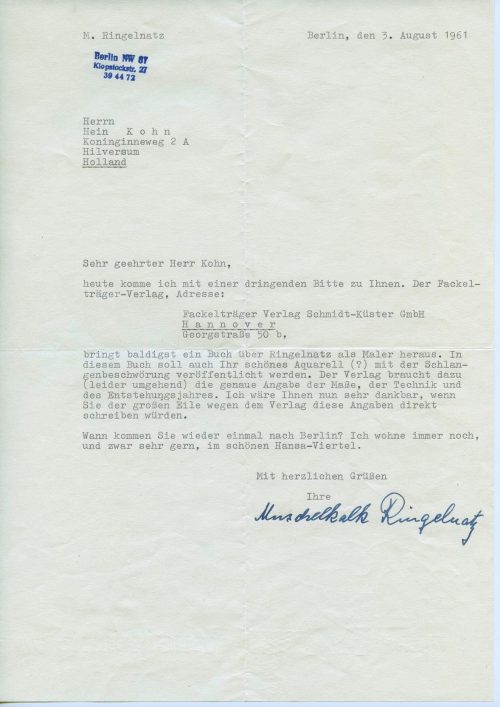 M. Ringelnatz
Berlin, den 3. August 1961
Berlin NW 87
Klopstockstr. 27
39 44 72
Herrn
Hein K o h n
Koninginneweg 2 A
Hilversum
Holland
Sehr geehrter Herr Kohn,
heute komme ich mit einer dringenden Bitte zu Ihnen. Der Fackel-
träger-Verlag, Adresse:
Fackelträger Verlag Schmidt-Küster GmbH
H a n n o v e r
Georgstraße 50 b,
bringt baldigst ein Buch über Ringelnatz als Maler heraus. In
diesem Buch soll auch Ihr schönes Aquarell (?) mit der Schlan-
genbeschwörung veröffentlicht werden. Der Verlag braucht dazu
(leider umgehend) die genaue Angabe der Maße, der Technik und
des Entstehungsjahres. Ich wäre Ihnen nun sehr dankbar, wenn
Sie der großen Eile wegen dem Verlag diese Angaben direkt
schreiben würden.
Wann kommen Sie wieder einmal nach Berlin? Ich wohne immer noch,
und zwar sehr gern, im schönen Hansa-Viertel.
Mit herzlichen Grüßen
Ihre
Muschelkalk Ringelnatz